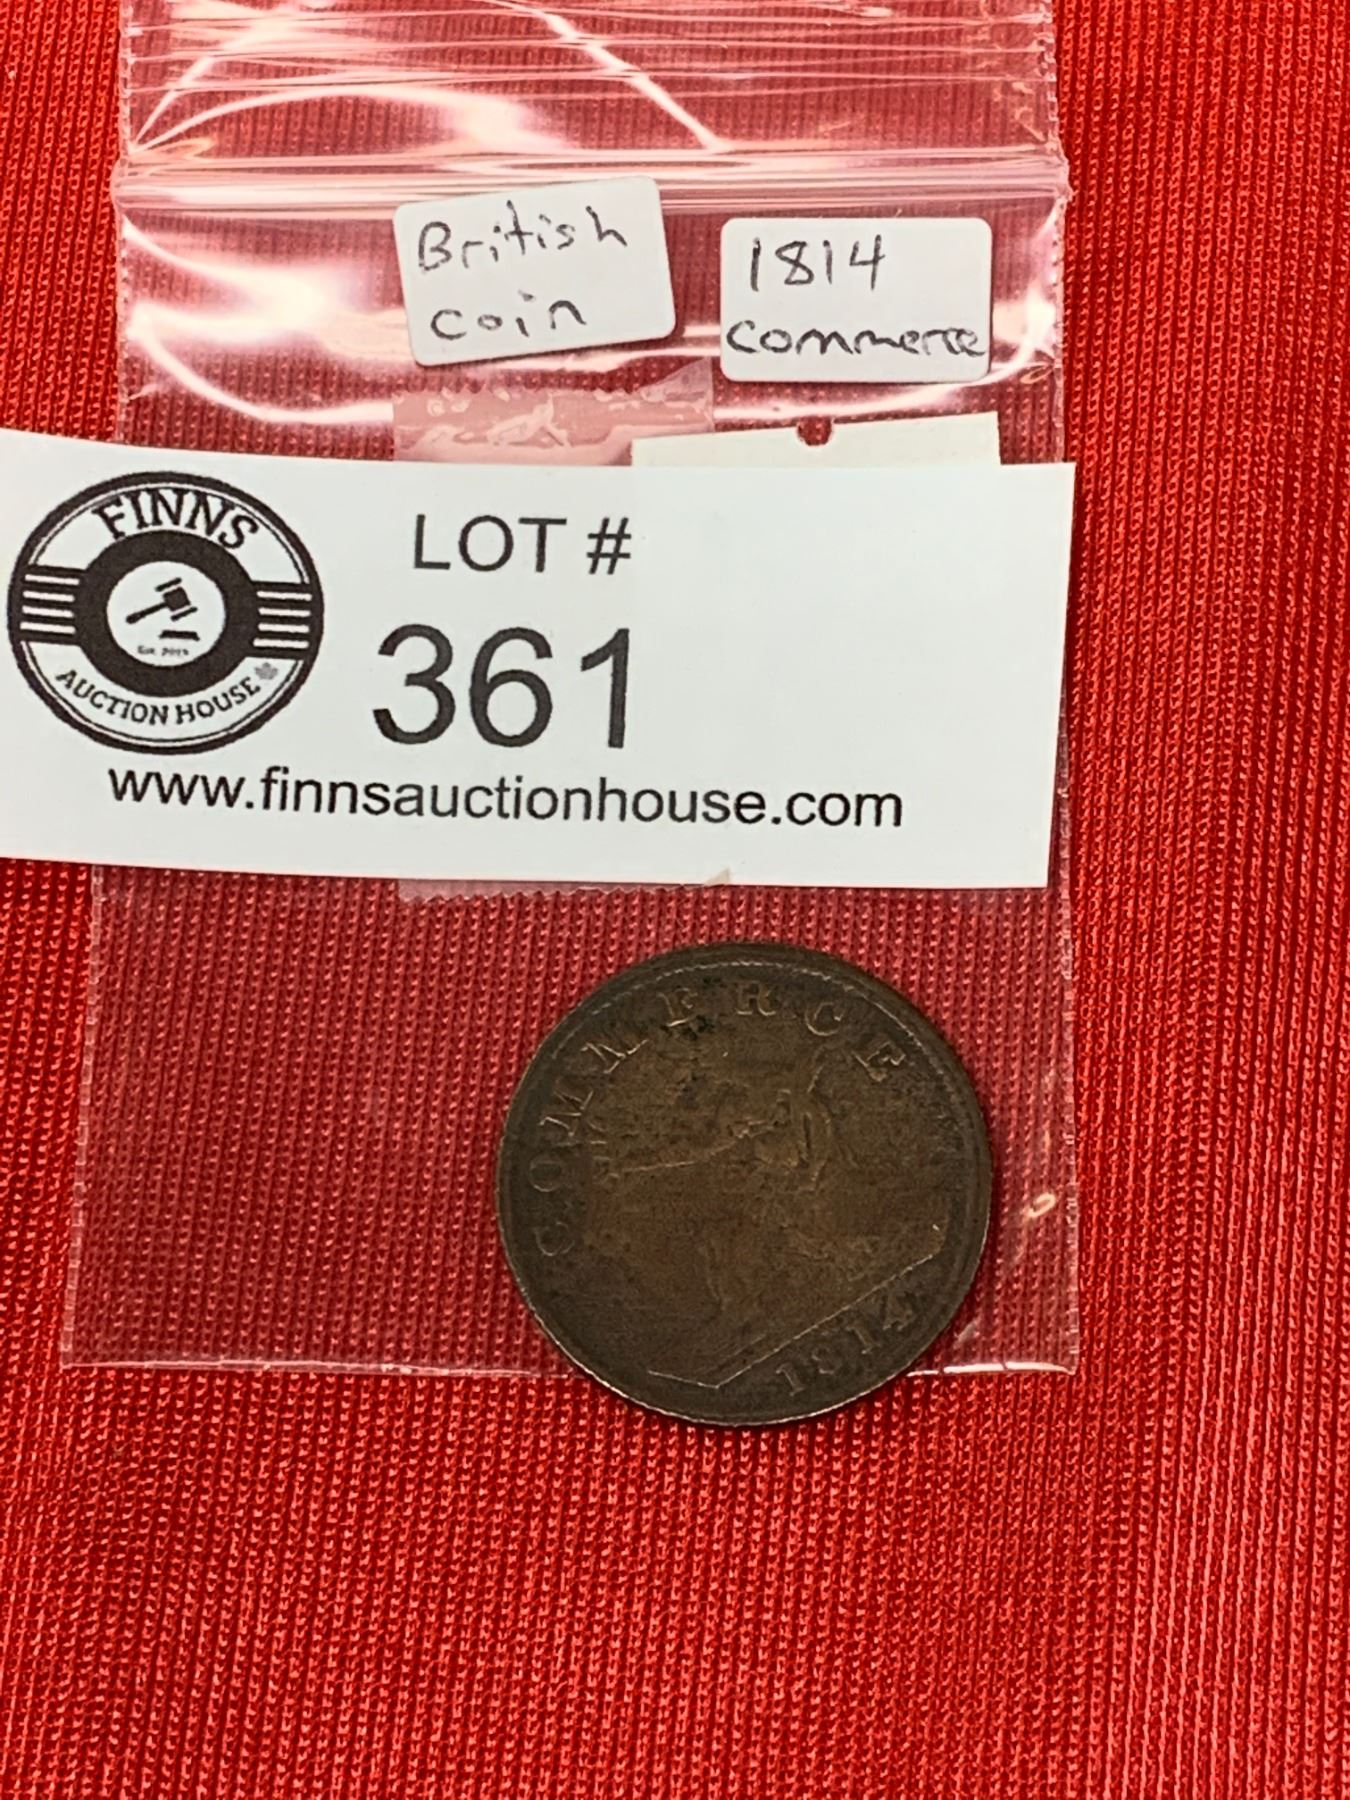 British
coin
1814
Commerce
FINNS
AUCTION HOUSE
LOT #
361
www.finnsauctionhouse.com
COMMERCE
1814